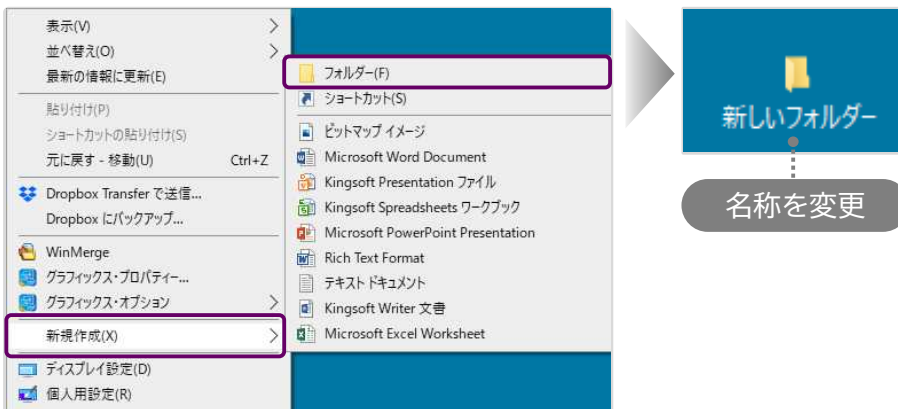 表示(V)
並べ替え(O)
最新の情報に更新(E)
貼り付け(P)
ショートカットの貼り付け(S)
元に戻す - 移動(U) Ctrl+Z
Dropbox Transfer で送信...
Dropbox にバックアップ...
WinMerge
グラフィックス・プロパティー...
グラフィックス・オプション
新規作成(X)
ディスプレイ設定(D)
個人用設定(R)
フォルダー(F)
ショートカット(S)
ビットマップ イメージ
Microsoft Word Document
Kingsoft Presentation ファイル
Kingsoft Spreadsheets ワークブック
Microsoft PowerPoint Presentation
Rich Text Format
テキスト ドキュメント
Kingsoft Writer 文書
Microsoft Excel Worksheet
新しいフォルダー
名称を変更